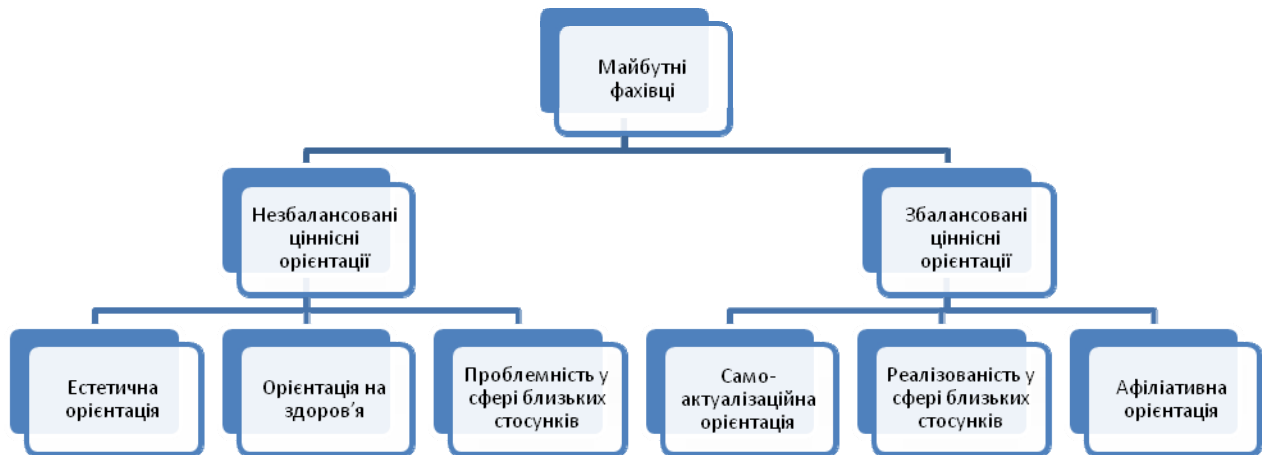 Майбутні
фахівці
Незбалансовані
ціннісні
орієнтації
Збалансовані
ціннісні
орієнтації
Естетична
орієнтація
Орієнтація на
здоров’я
Проблемність у
сфері близьких
стосунків
Само-
актуалізаційна
орієнтація
Реалізованість у
сфері близьких
стосунків
Афіліативна
орієнтація